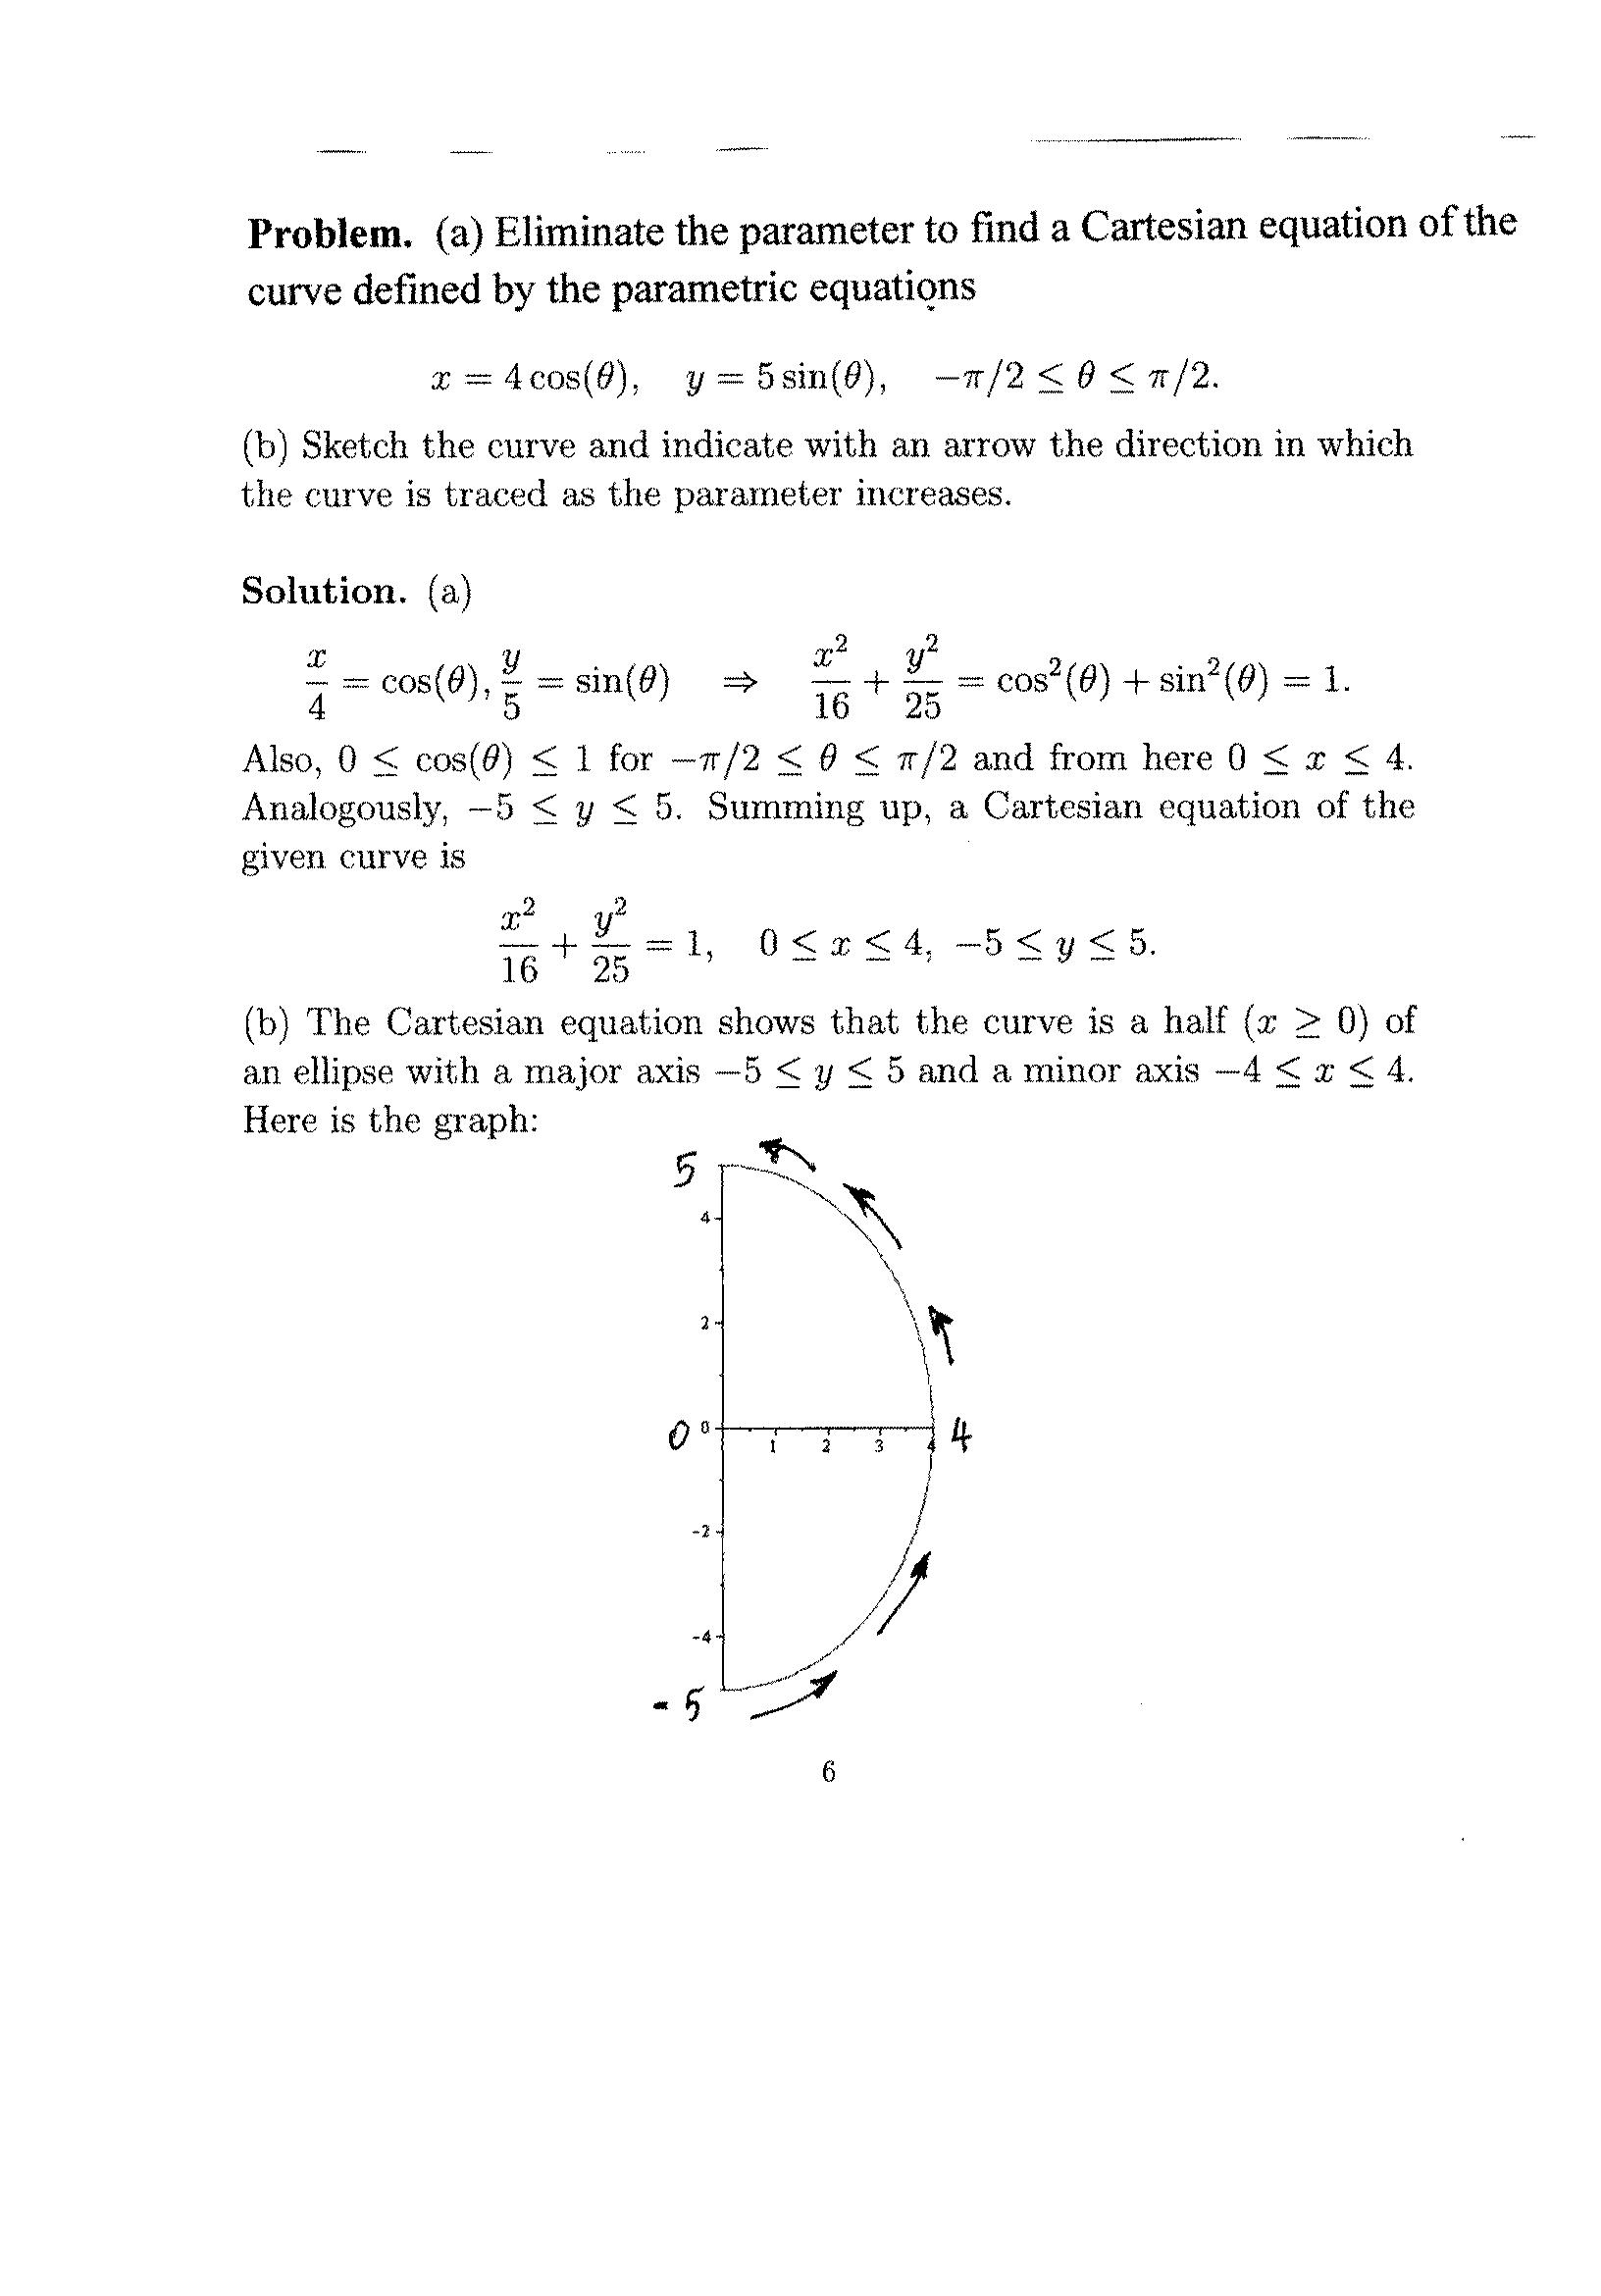 Problem. (a) Eliminate the parameter to find a Cartesian equation of the
curve defined by the parametric equations
x = 4 cos(θ), y = 5 sin(θ), −π/2 ≤ θ ≤ π/2.
(b) Sketch the curve and indicate with an arrow the direction in which
the curve is traced as the parameter increases.
Solution. (a)
x/4 = cos(θ), y/5 = sin(θ) ⇒ x²/16 + y²/25 = cos²(θ) + sin²(θ) = 1.
Also, 0 ≤ cos(θ) ≤ 1 for −π/2 ≤ θ ≤ π/2 and from here 0 ≤ x ≤ 4.
Analogously, −5 ≤ y ≤ 5. Summing up, a Cartesian equation of the
given curve is
x²/16 + y²/25 = 1, 0 ≤ x ≤ 4, −5 ≤ y ≤ 5.
(b) The Cartesian equation shows that the curve is a half (x ≥ 0) of
an ellipse with a major axis −5 ≤ y ≤ 5 and a minor axis −4 ≤ x ≤ 4.
Here is the graph:
5
4
2
0 0 4
1 2 3 4
-2
-4
- 5
6